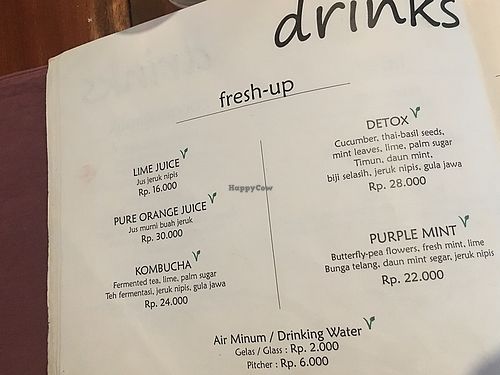 drinks
fresh-up
LIME JUICE
Jus jeruk nipis
Rp. 16.000
PURE ORANGE JUICE
Jus murni buah jeruk
Rp. 30.000
KOMBUCHA
Fermented tea, lime, palm sugar
Teh fermentasi, jeruk nipis, gula jawa
Rp. 24.000
DETOX
Cucumber, thai-basil seeds,
mint leaves, lime, palm sugar
Timun, daun mint,
biji selasih, jeruk nipis, gula jawa
Rp. 28.000
PURPLE MINT
Butterfly-pea flowers, fresh mint, lime
Bunga telang, daun mint segar, jeruk nipis
Rp. 22.000
Air Minum / Drinking Water
Gelas / Glass : Rp. 2.000
Pitcher : Rp. 6.000
HappyCow